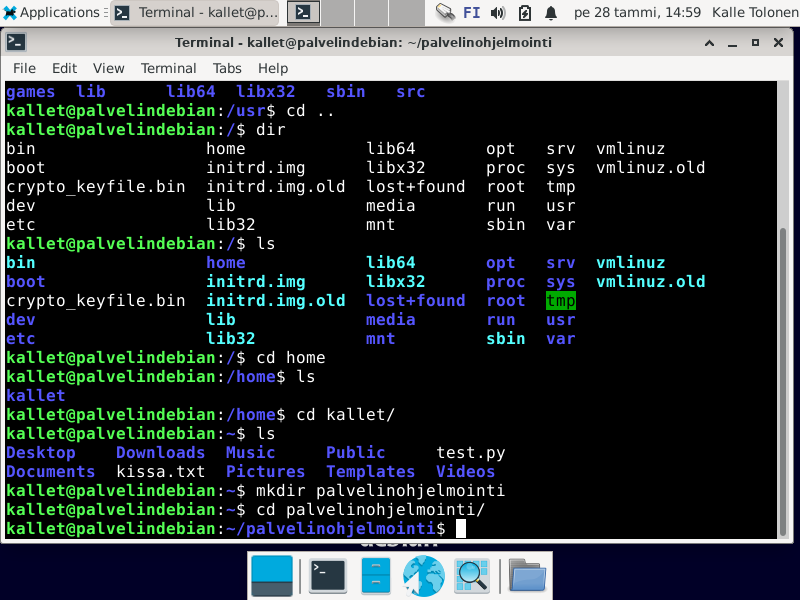 Applications Terminal - kallet@p... FI pe 28 tammi, 14:59 Kalle Tolonen
Terminal - kallet@palvelindebian: ~/palvelinohjelmointi
File Edit View Terminal Tabs Help
games lib lib64 libx32 sbin src
kallet@palvelindebian:/usr$ cd ..
kallet@palvelindebian:/$ dir
bin home lib64 opt srv vmlinuz
boot initrd.img libx32 proc sys vmlinuz.old
crypto_keyfile.bin initrd.img.old lost+found root tmp
dev lib media run usr
etc lib32 mnt sbin var
kallet@palvelindebian:/$ ls
bin home lib64 opt srv vmlinuz
boot initrd.img libx32 proc sys vmlinuz.old
crypto_keyfile.bin initrd.img.old lost+found root tmp
dev lib media run usr
etc lib32 mnt sbin var
kallet@palvelindebian:/$ cd home
kallet@palvelindebian:/home$ ls
kallet
kallet@palvelindebian:/home$ cd kallet/
kallet@palvelindebian:~$ ls
Desktop Downloads Music Public test.py
Documents kissa.txt Pictures Templates Videos
kallet@palvelindebian:~$ mkdir palvelinohjelmointi
kallet@palvelindebian:~$ cd palvelinohjelmointi/
kallet@palvelindebian:~/palvelinohjelmointi$